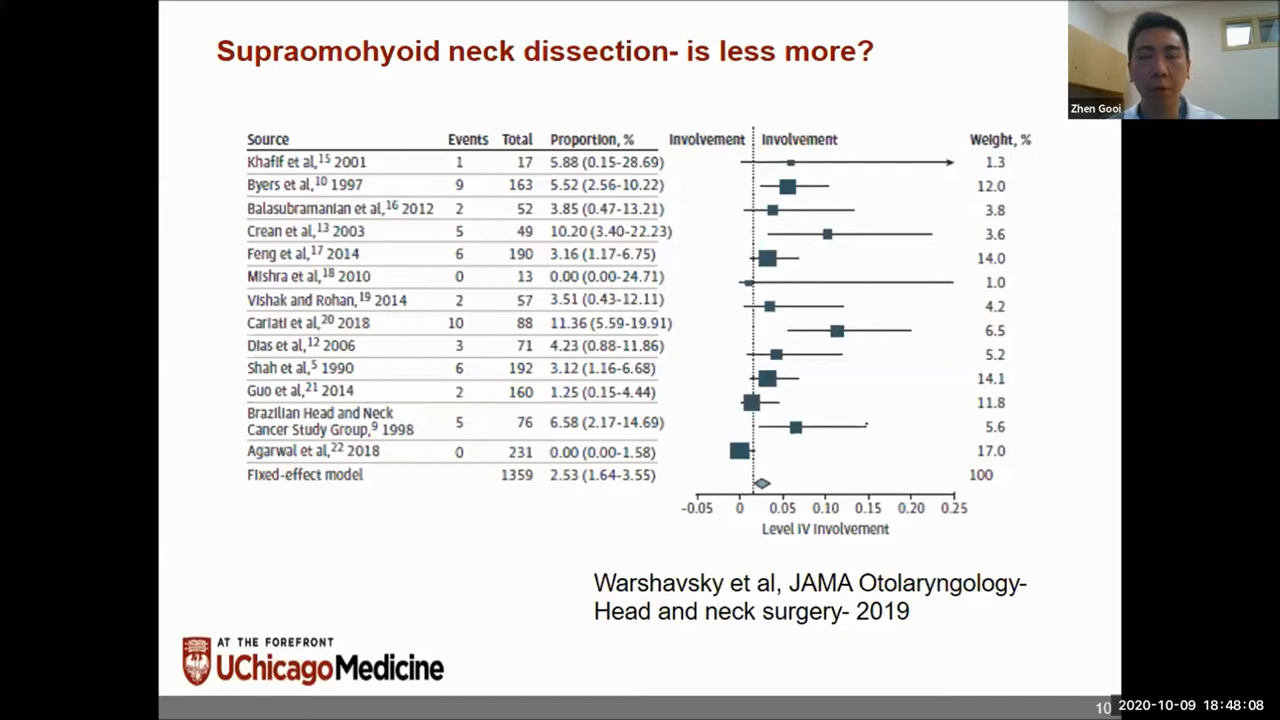 Supraomohyoid neck dissection- is less more?
Zhen Gooi
Source Events Total Proportion, % Involvement Involvement Weight, %
Khafif et al,15 2001 1 17 5.88 (0.15-28.69) 1.3
Byers et al,10 1997 9 163 5.52 (2.56-10.22) 12.0
Balasubramanian et al,16 2012 2 52 3.85 (0.47-13.21) 3.8
Crean et al,13 2003 5 49 10.20 (3.40-22.23) 3.6
Feng et al,17 2014 6 190 3.16 (1.17-6.75) 14.0
Mishra et al,18 2010 0 13 0.00 (0.00-24.71) 1.0
Vishak and Rohan,19 2014 2 57 3.51 (0.43-12.11) 4.2
Cariati et al,20 2018 10 88 11.36 (5.59-19.91) 6.5
Dias et al,12 2006 3 71 4.23 (0.88-11.86) 5.2
Shah et al,5 1990 6 192 3.12 (1.16-6.68) 14.1
Guo et al,21 2014 2 160 1.25 (0.15-4.44) 11.8
Brazilian Head and Neck
Cancer Study Group,9 1998 5 76 6.58 (2.17-14.69) 5.6
Agarwal et al,22 2018 0 231 0.00 (0.00-1.58) 17.0
Fixed-effect model 1359 2.53 (1.64-3.55) 100
-0.05 0 0.05 0.10 0.15 0.20 0.25
Level IV Involvement
Warshavsky et al, JAMA Otolaryngology-
Head and neck surgery- 2019
AT THE FOREFRONT
UChicagoMedicine
10
2020-10-09 18:48:08